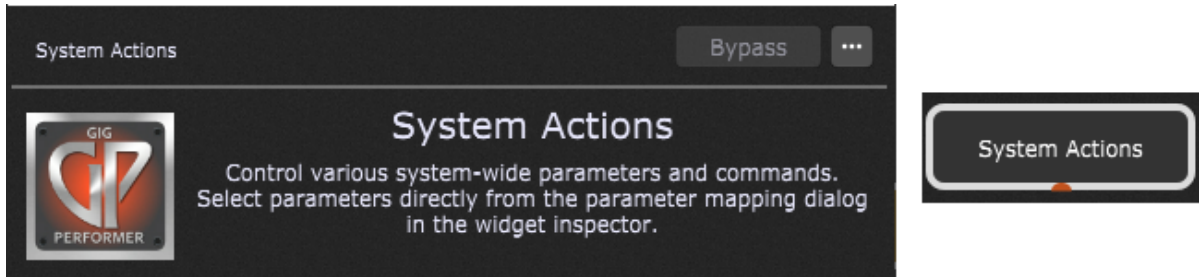 System Actions
Bypass
...
GIG
GP
PERFORMER
System Actions
Control various system-wide parameters and commands.
Select parameters directly from the parameter mapping dialog
in the widget inspector.
System Actions